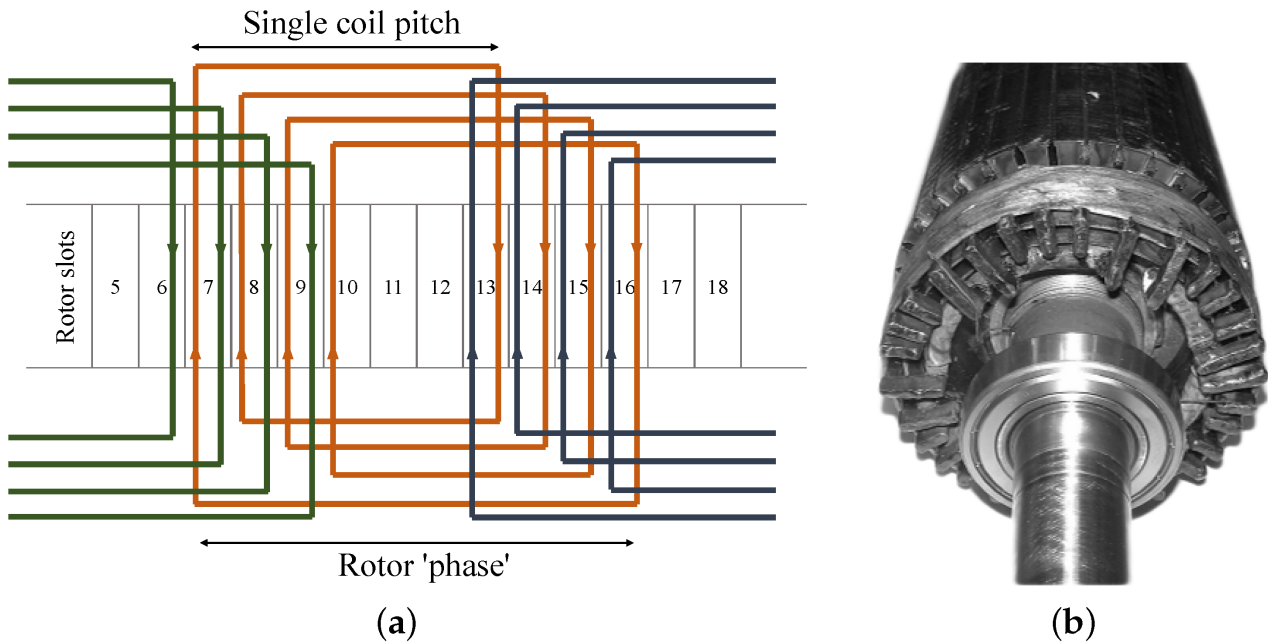 Single coil pitch
Rotor slots
5 6 7 8 9 10 11 12 13 14 15 16 17 18
Rotor 'phase'
(a)
(b)